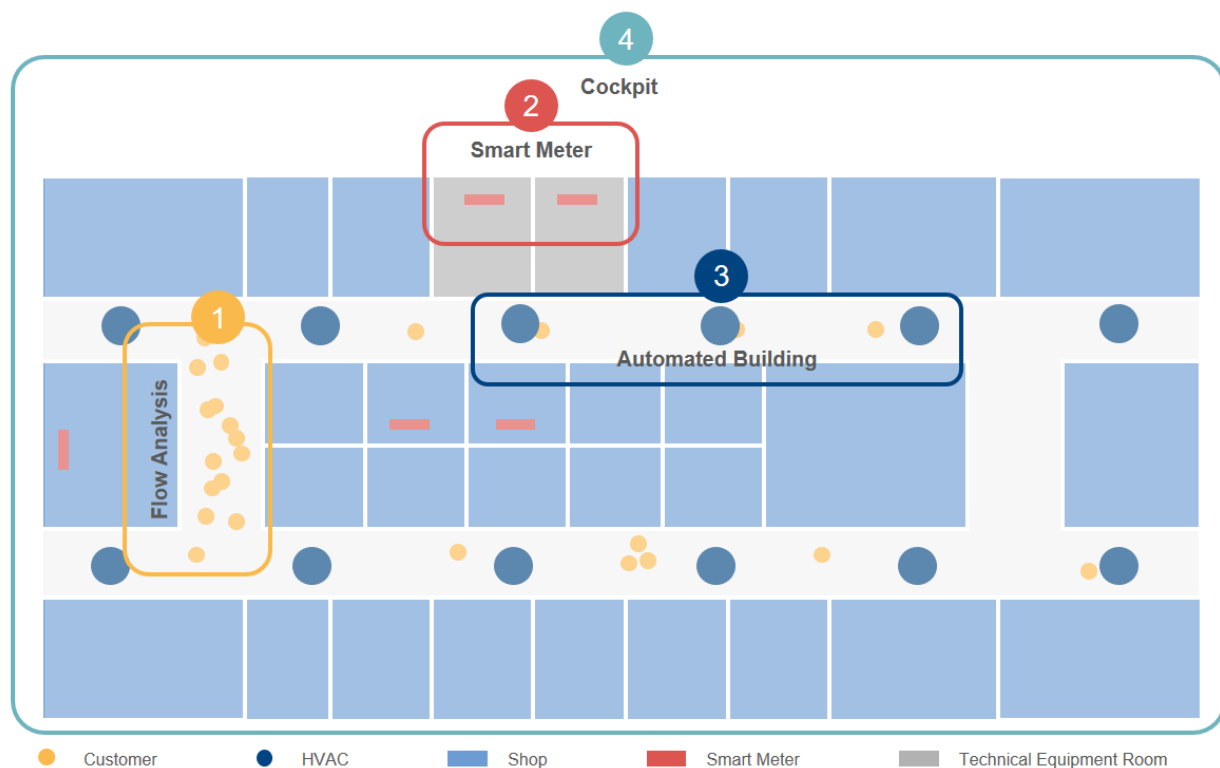 4
Cockpit
2
Smart Meter
3
1
Automated Building
Flow Analysis
Customer
HVAC
Shop
Smart Meter
Technical Equipment Room